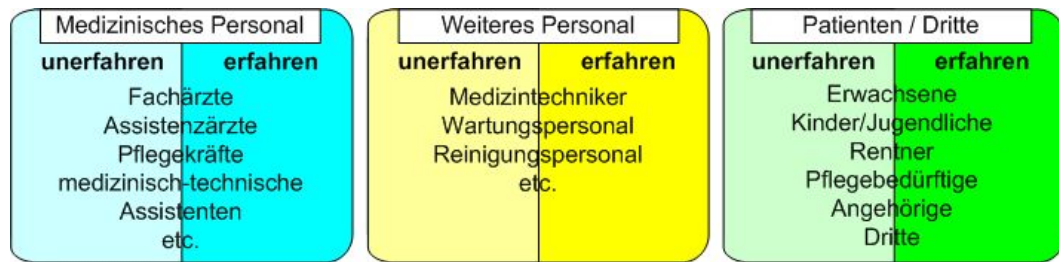 Medizinisches Personal
unerfahren erfahren
Fachärzte
Assistenzärzte
Pflegekräfte
medizinisch-technische
Assistenten
etc.
Weiteres Personal
unerfahren erfahren
Medizintechniker
Wartungspersonal
Reinigungspersonal
etc.
Patienten / Dritte
unerfahren erfahren
Erwachsene
Kinder/Jugendliche
Rentner
Pflegebedürftige
Angehörige
Dritte